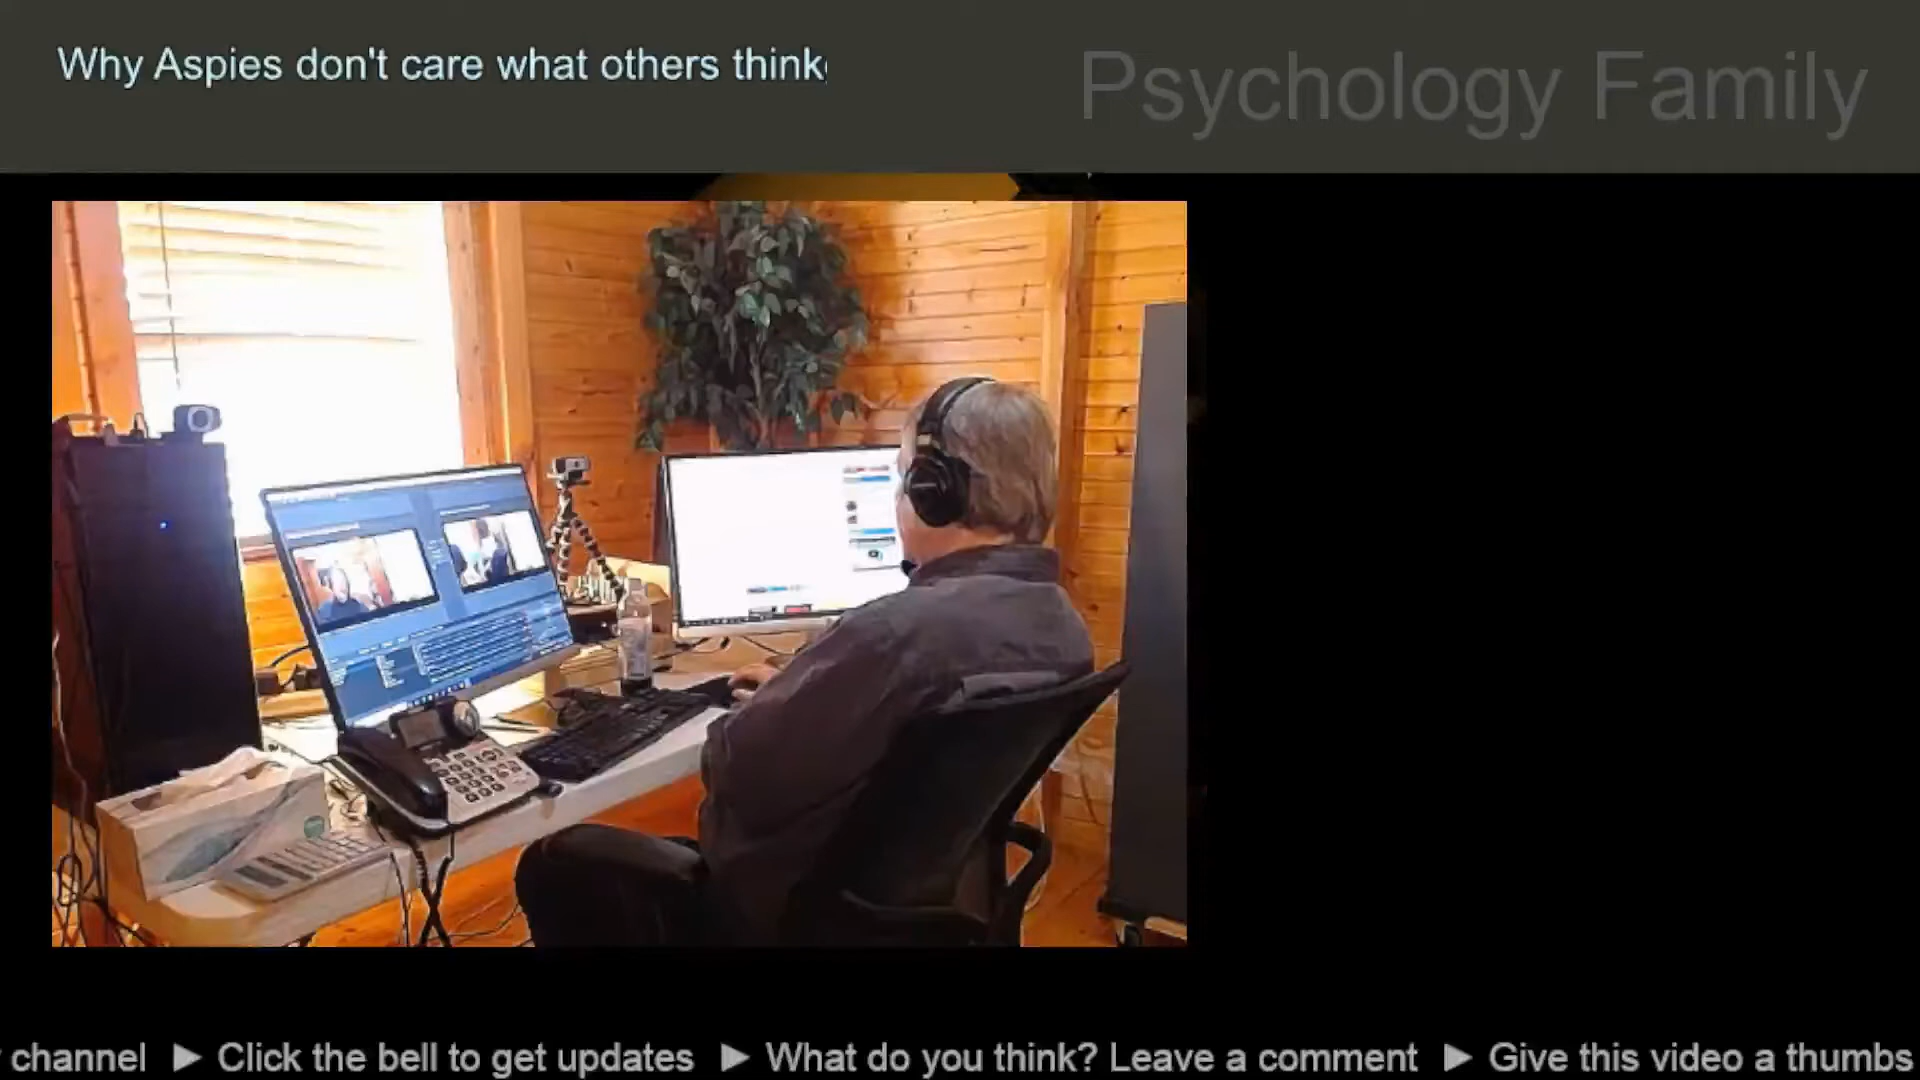 Why Aspies don't care what others think
Psychology Family
channel ► Click the bell to get updates ► What do you think? Leave a comment ► Give this video a thumbs